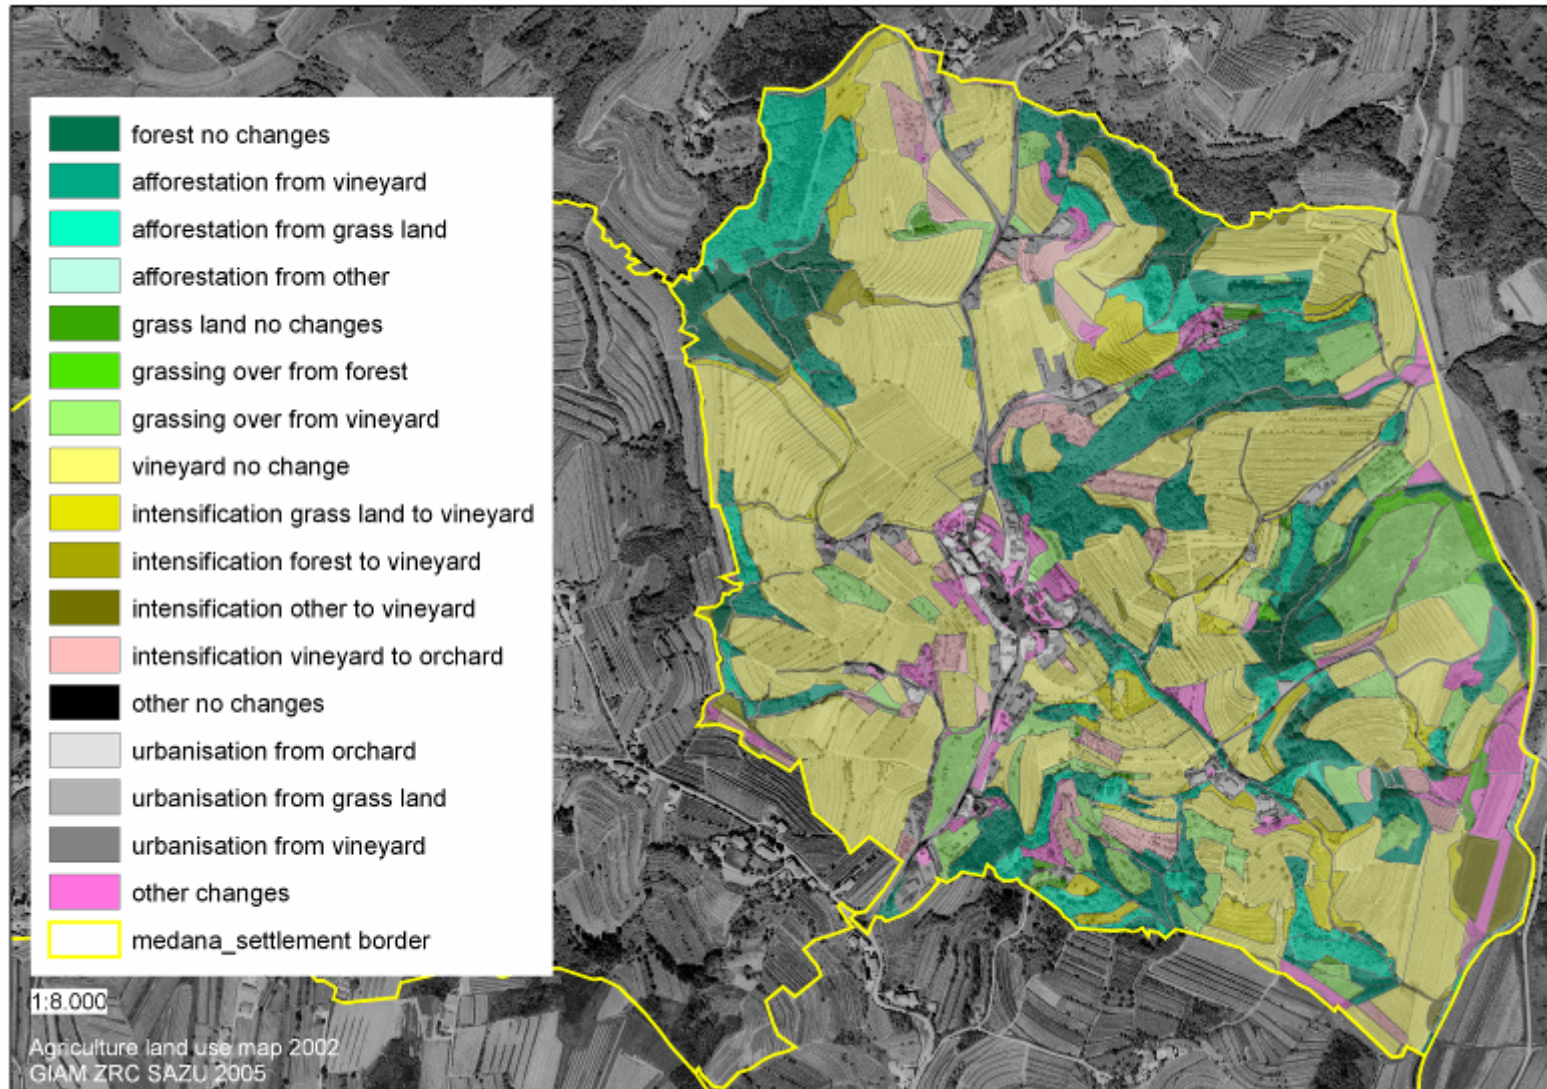 forest no changes
afforestation from vineyard
afforestation from grass land
afforestation from other
grass land no changes
grassing over from forest
grassing over from vineyard
vineyard no change
intensification grass land to vineyard
intensification forest to vineyard
intensification other to vineyard
intensification vineyard to orchard
other no changes
urbanisation from orchard
urbanisation from grass land
urbanisation from vineyard
other changes
medana_settlement border
1:8.000
Agriculture land use map 2002
GIAM ZRC SAZU 2005